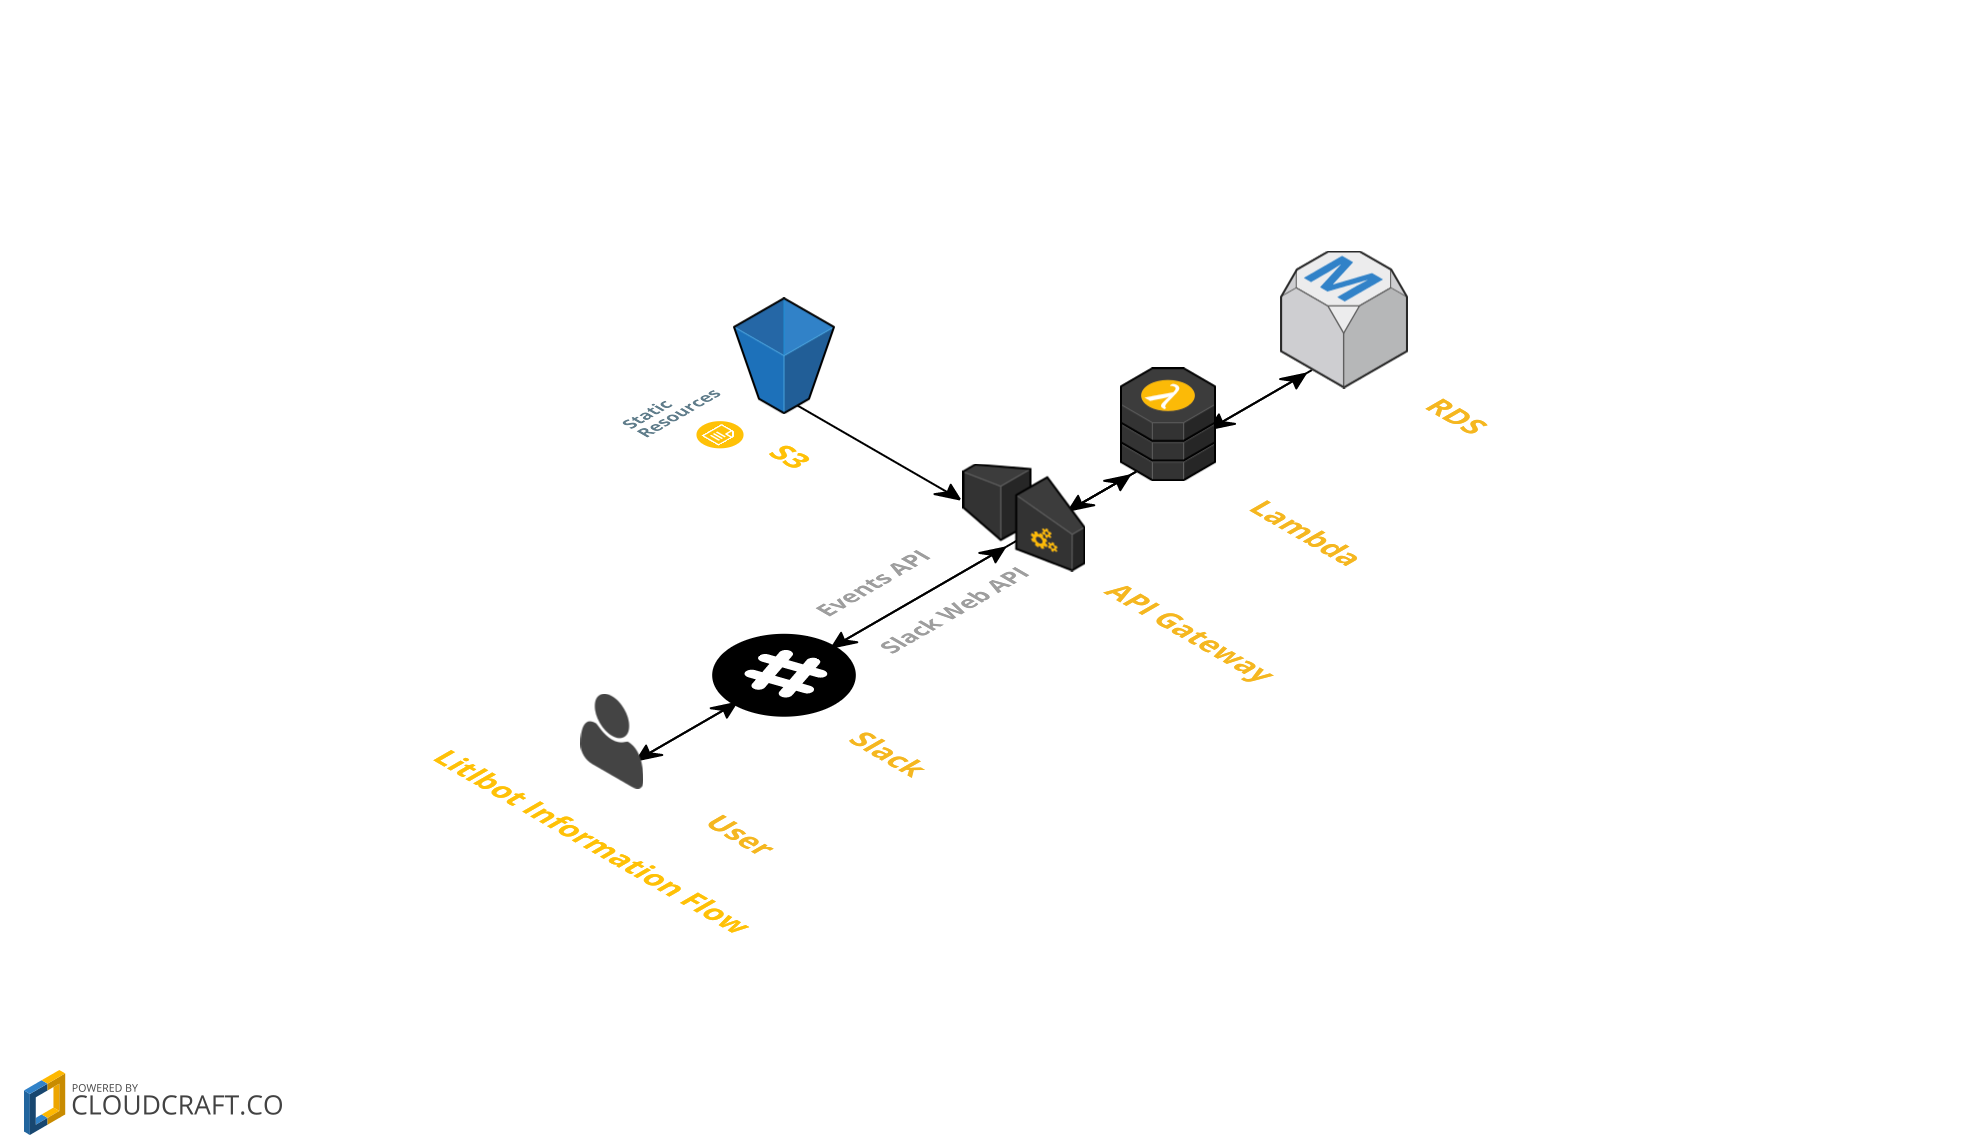 M
RDS
λ
Lambda
Static
Resources
S3
API Gateway
Events API
Slack Web API
Slack
User
Litlbot Information Flow
POWERED BY
CLOUDCRAFT.CO